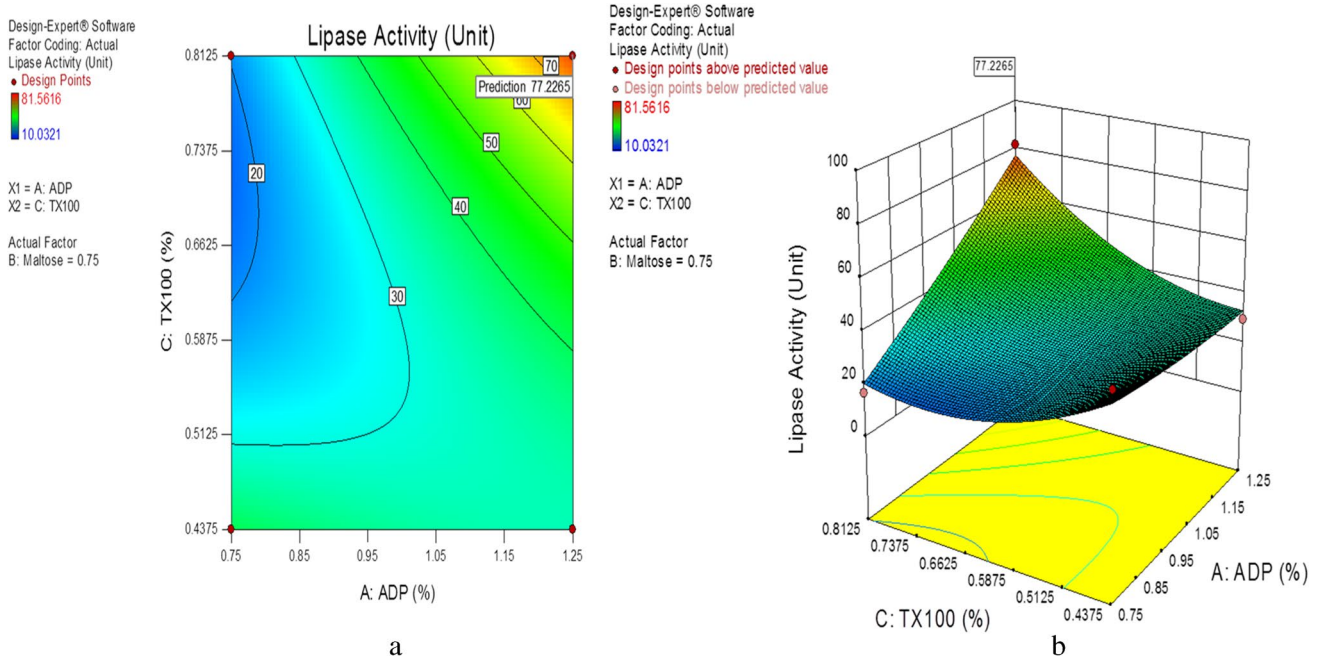 Design-Expert® Software
Factor Coding: Actual
Lipase Activity (Unit)
Design Points
81.5616
10.0321
X1 = A: ADP
X2 = C: TX100
Actual Factor
B: Maltose = 0.75
Lipase Activity (Unit)
0.8125
0.7375
0.6625
0.5875
0.5125
0.4375
C: TX100 (%)
0.75
0.85
0.95
1.05
1.15
1.25
A: ADP (%)
70
Prediction 77.2265
60
50
20
40
30
a
Design-Expert® Software
Factor Coding: Actual
Lipase Activity (Unit)
Design points above predicted value
Design points below predicted value
81.5616
10.0321
X1 = A: ADP
X2 = C: TX100
Actual Factor
B: Maltose = 0.75
77.2265
100
80
60
40
20
0
Lipase Activity (Unit)
0.8125
0.7375
0.6625
0.5875
0.5125
0.4375
C: TX100 (%)
0.75
0.85
0.95
1.05
1.15
1.25
A: ADP (%)
b